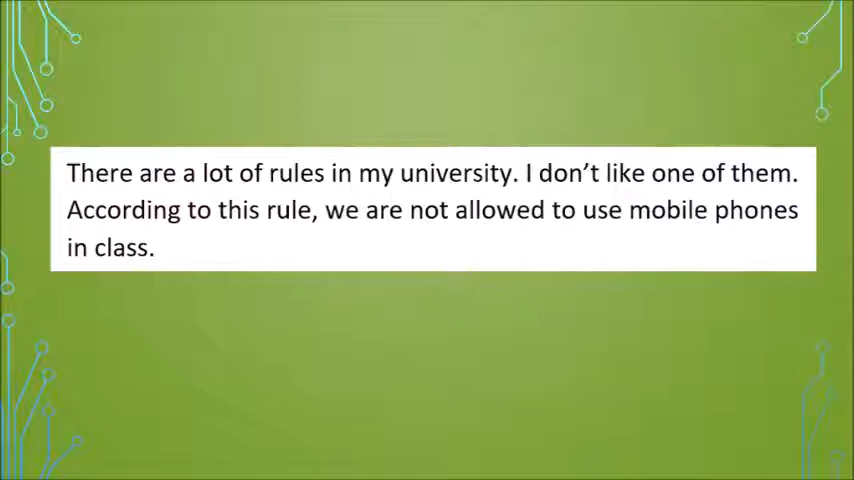 There are a lot of rules in my university. I don’t like one of them.
According to this rule, we are not allowed to use mobile phones
in class.